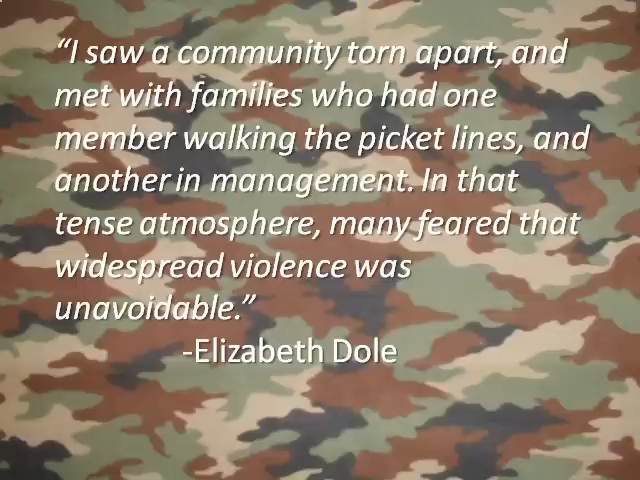 “I saw a community torn apart, and
met with families who had one
member walking the picket lines, and
another in management. In that
tense atmosphere, many feared that
widespread violence was
unavoidable.”
-Elizabeth Dole